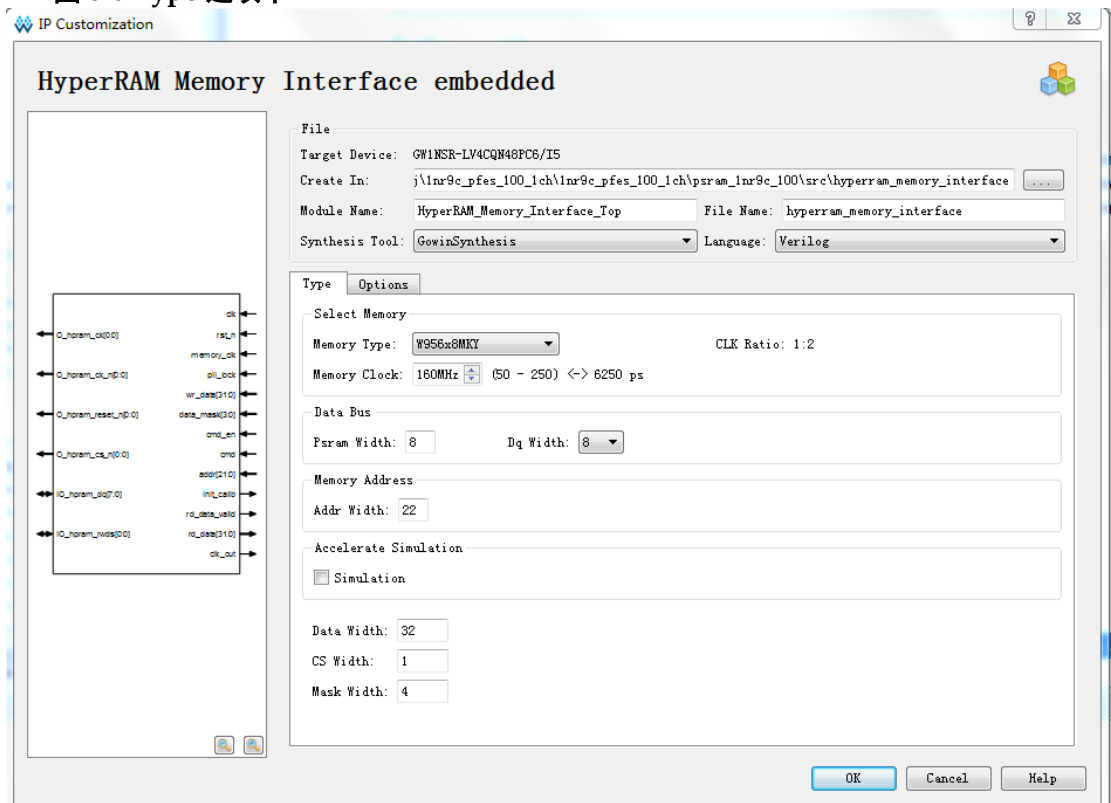 IP Customization
HyperRAM Memory Interface embedded
File
Target Device: GW1NSR-LV4CQN48PC6/I5
Create In: j\1nr9c_pfes_100_1ch\1nr9c_pfes_100_1ch\psram_1nr9c_100\src\hyperram_memory_interface ...
Module Name: HyperRAM_Memory_Interface_Top File Name: hyperram_memory_interface
Synthesis Tool: GowinSynthesis Language: Verilog
Type Options
Select Memory
Memory Type: W956x8MKY CLK Ratio: 1:2
Memory Clock: 160MHz (50 - 250) <-> 6250 ps
Data Bus
Psram Width: 8 Dq Width: 8
Memory Address
Addr Width: 22
Accelerate Simulation
Simulation
Data Width: 32
CS Width: 1
Mask Width: 4
clk
O_hpram_ck[0:0] rst_n
memory_clk
O_hpram_ck_n[0:0] pll_lock
wr_data[31:0]
O_hpram_reset_n[0:0] data_mask[3:0]
cmd_en
O_hpram_cs_n[0:0] cmd
addr[21:0]
IO_hpram_dq[7:0] init_calib
rd_data_valid
IO_hpram_rwds[0:0] rd_data[31:0]
clk_out
OK Cancel Help